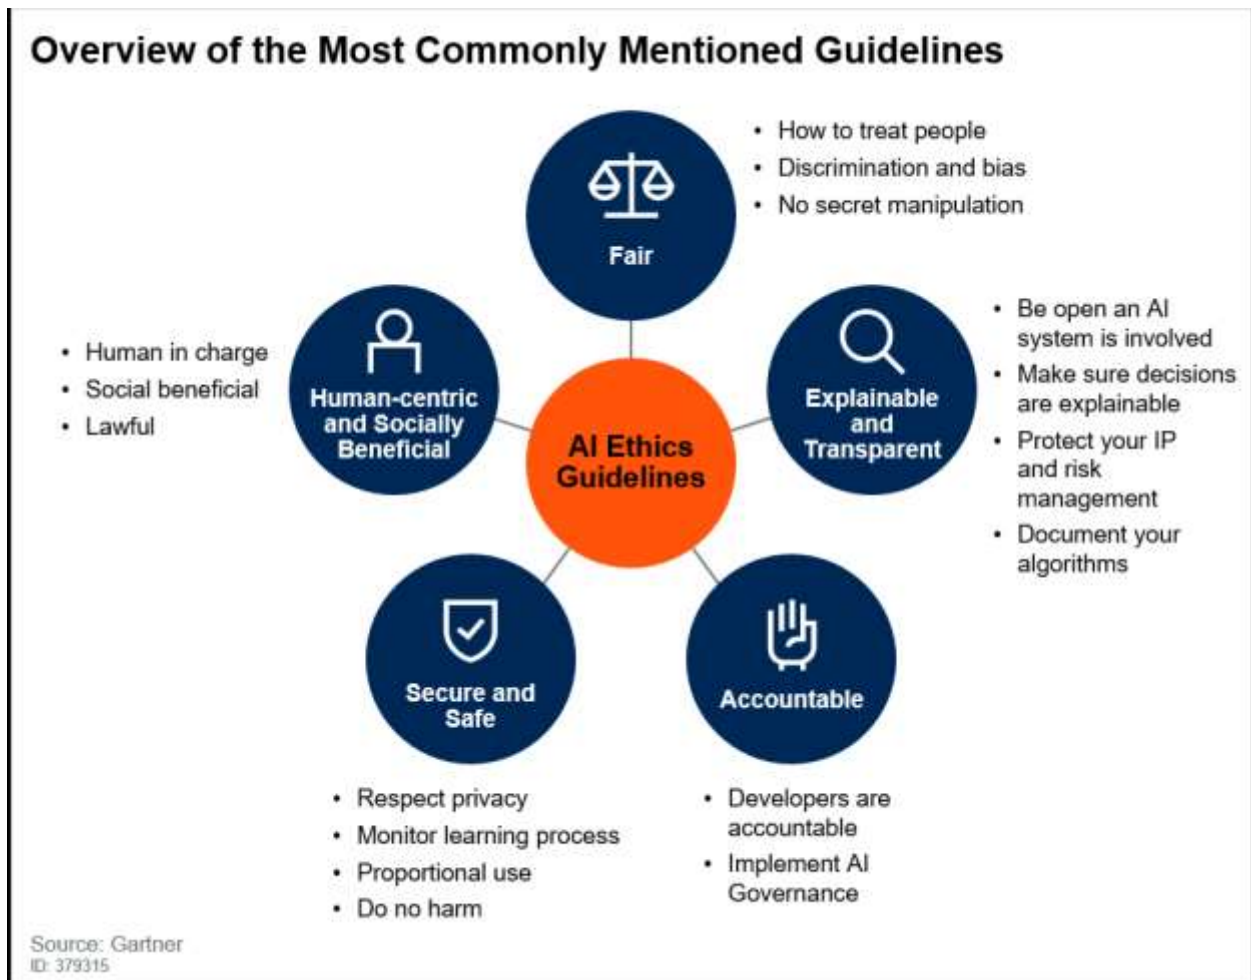 Overview of the Most Commonly Mentioned Guidelines
Fair
• How to treat people
• Discrimination and bias
• No secret manipulation
Explainable
and
Transparent
• Be open an AI
system is involved
• Make sure decisions
are explainable
• Protect your IP
and risk
management
• Document your
algorithms
Human-centric
and Socially
Beneficial
• Human in charge
• Social beneficial
• Lawful
AI Ethics
Guidelines
Secure and
Safe
• Respect privacy
• Monitor learning process
• Proportional use
• Do no harm
Accountable
• Developers are
accountable
• Implement AI
Governance
Source: Gartner
ID: 379315